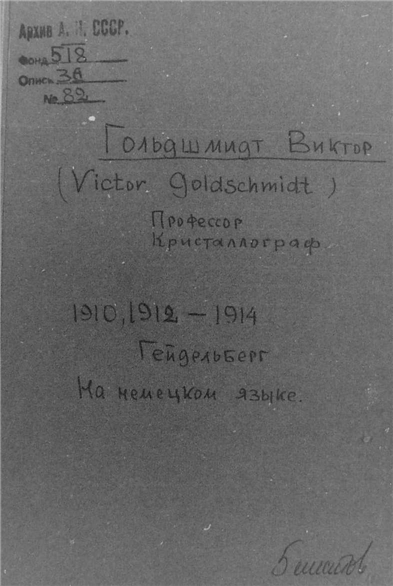 Архив А. Н. СССР.
Фонд 518
Опись 3а
№ 82
Гольдшмидт Виктор
(Victor Goldschmidt)
Профессор
Кристаллограф
1910, 1912 – 1914
Гейдельберг
На немецком языке.